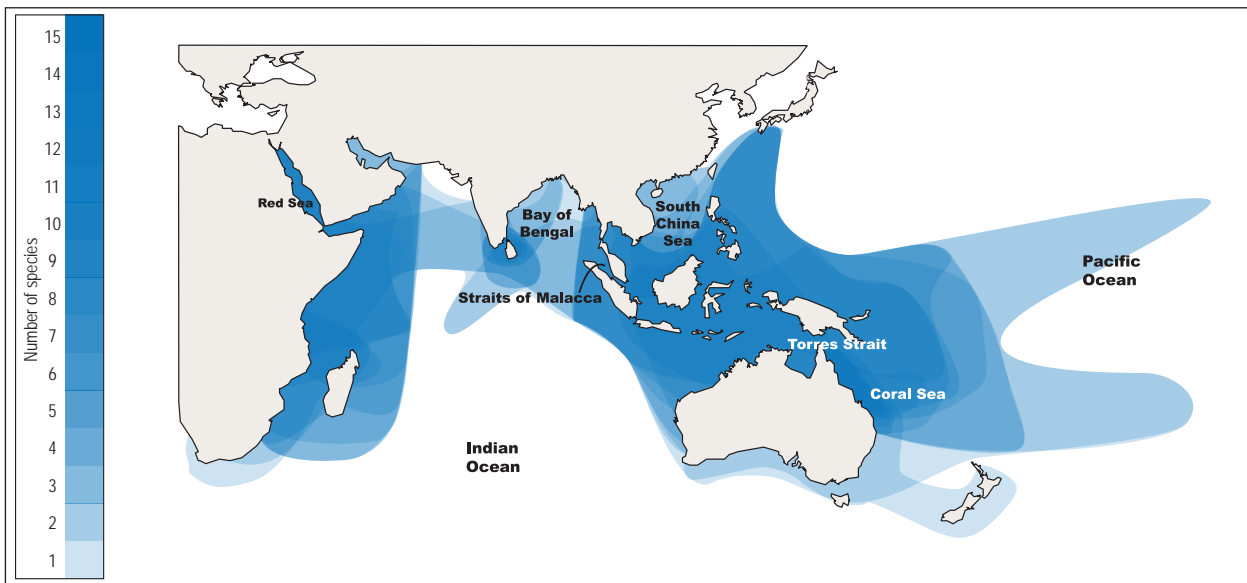 15
14
13
12
11
10
9
8
7
6
5
4
3
2
1
Number of species
Red Sea
Bay of
Bengal
South
China
Sea
Straits of Malacca
Pacific
Ocean
Torres Strait
Coral Sea
Indian
Ocean